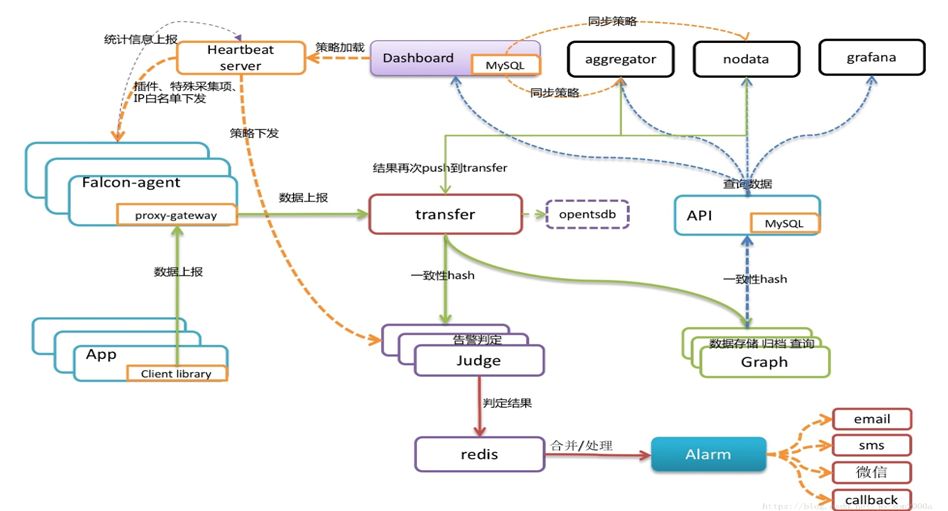 同步策略
统计信息上报
Heartbeat
server
策略加载
Dashboard
MySQL
aggregator
nodata
grafana
同步策略
插件、特殊采集项、
IP白名单下发
策略下发
结果再次push到transfer
查询数据
Falcon-agent
proxy-gateway
数据上报
transfer
opentsdb
API
MySQL
数据上报
一致性hash
一致性hash
App
Client library
告警判定
Judge
数据存储 归档 查询
Graph
判定结果
redis
合并/处理
Alarm
email
sms
微信
callback